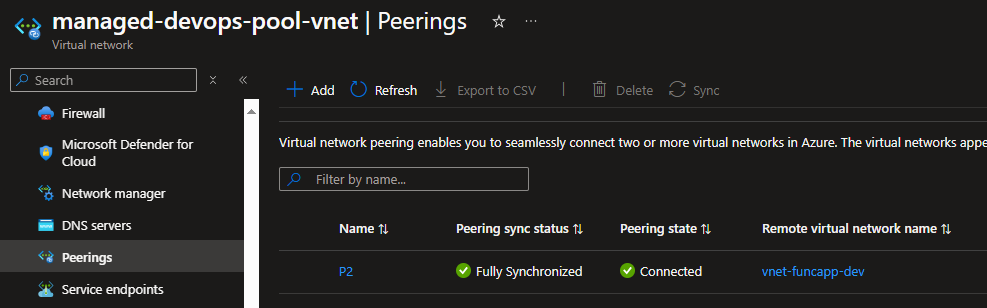 managed-devops-pool-vnet | Peerings
Virtual network
Search
Firewall
Microsoft Defender for
Cloud
Network manager
DNS servers
Peerings
Service endpoints
Add
Refresh
Export to CSV
Delete
Sync
Virtual network peering enables you to seamlessly connect two or more virtual networks in Azure. The virtual networks appe
Filter by name...
Name Peering sync status Peering state Remote virtual network name
P2 Fully Synchronized Connected vnet-funcapp-dev